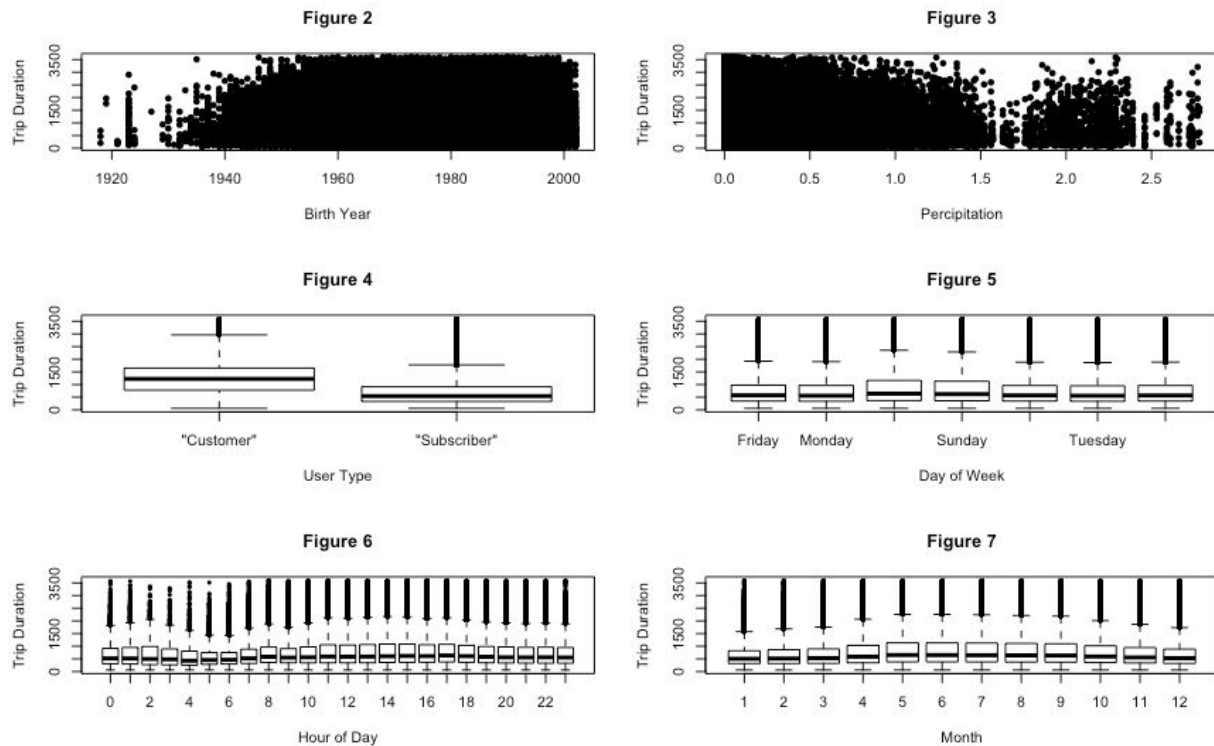 Figure 2
Trip Duration
3500
1500
0
1920 1940 1960 1980 2000
Birth Year
Figure 3
Trip Duration
3500
1500
0
0.0 0.5 1.0 1.5 2.0 2.5
Percipitation
Figure 4
Trip Duration
3500
1500
0
"Customer" "Subscriber"
User Type
Figure 5
Trip Duration
3500
1500
0
Friday Monday Sunday Tuesday
Day of Week
Figure 6
Trip Duration
3500
1500
0
0 2 4 6 8 10 12 14 16 18 20 22
Hour of Day
Figure 7
Trip Duration
3500
1500
0
1 2 3 4 5 6 7 8 9 10 11 12
Month